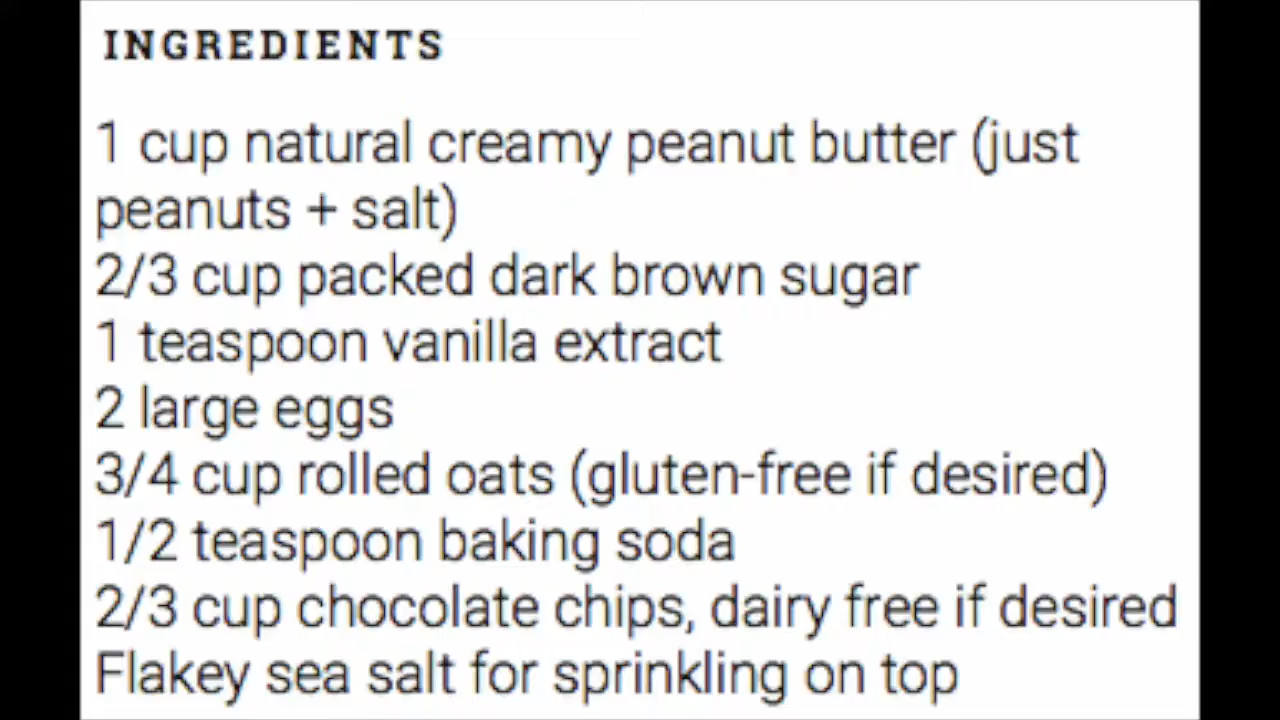 INGREDIENTS
1 cup natural creamy peanut butter (just
peanuts + salt)
2/3 cup packed dark brown sugar
1 teaspoon vanilla extract
2 large eggs
3/4 cup rolled oats (gluten-free if desired)
1/2 teaspoon baking soda
2/3 cup chocolate chips, dairy free if desired
Flakey sea salt for sprinkling on top